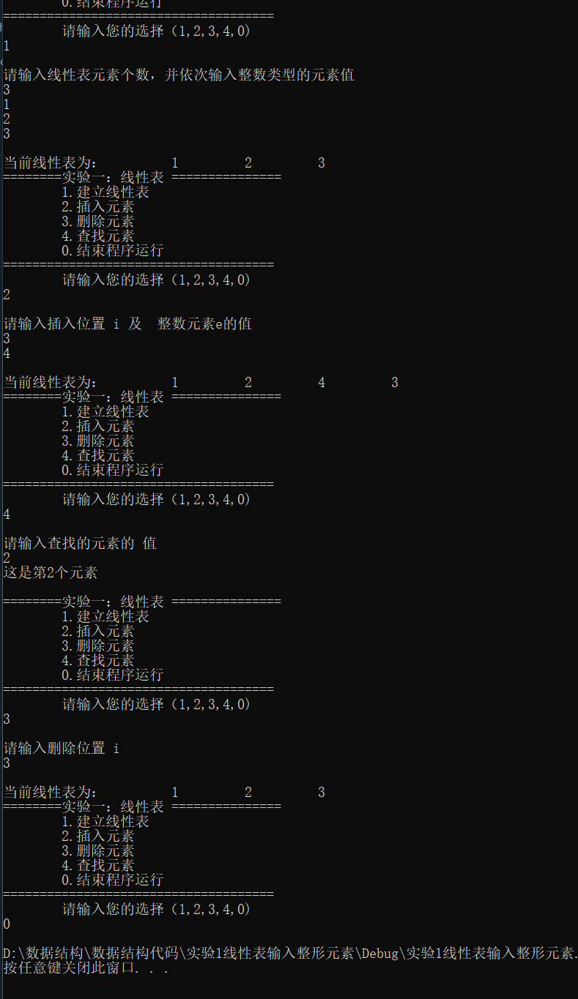 0.结束程序运行
=====================================
请输入您的选择（1,2,3,4,0)
1
请输入线性表元素个数，并依次输入整数类型的元素值
3
1
2
3
当前线性表为： 1 2 3
========实验一：线性表 ===============
1.建立线性表
2.插入元素
3.删除元素
4.查找元素
0.结束程序运行
=====================================
请输入您的选择（1,2,3,4,0)
2
请输入插入位置 i 及  整数元素e的值
3
4
当前线性表为： 1 2 4 3
========实验一：线性表 ===============
1.建立线性表
2.插入元素
3.删除元素
4.查找元素
0.结束程序运行
=====================================
请输入您的选择（1,2,3,4,0)
4
请输入查找的元素的 值
2
这是第2个元素
========实验一：线性表 ===============
1.建立线性表
2.插入元素
3.删除元素
4.查找元素
0.结束程序运行
=====================================
请输入您的选择（1,2,3,4,0)
3
请输入删除位置 i
3
当前线性表为： 1 2 3
========实验一：线性表 ===============
1.建立线性表
2.插入元素
3.删除元素
4.查找元素
0.结束程序运行
=====================================
请输入您的选择（1,2,3,4,0)
0
D:\数据结构\数据结构代码\实验1线性表输入整形元素\Debug\实验1线性表输入整形元素.
按任意键关闭此窗口. . .